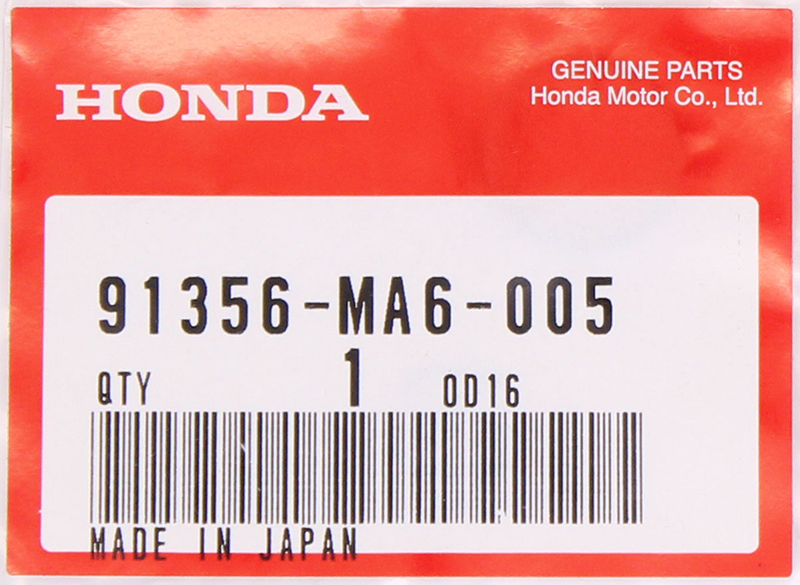 HONDA
GENUINE PARTS
Honda Motor Co., Ltd.
91356-MA6-005
QTY 1 0D16
MADE IN JAPAN